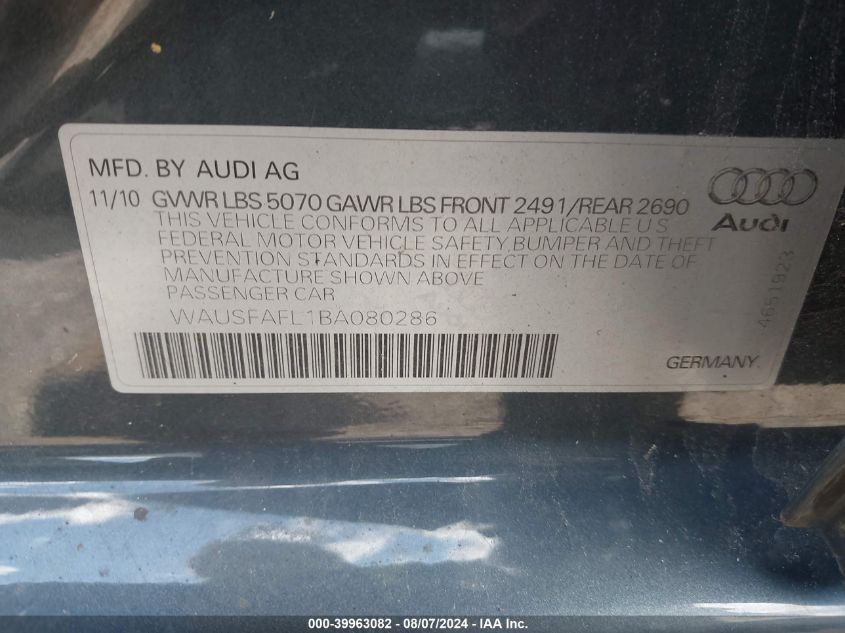 MFD. BY AUDI AG
11/10 GVWR LBS 5070 GAWR LBS FRONT 2491/REAR 2690
THIS VEHICLE CONFORMS TO ALL APPLICABLE U S
FEDERAL MOTOR VEHICLE SAFETY, BUMPER AND THEFT
PREVENTION STANDARDS IN EFFECT ON THE DATE OF
MANUFACTURE SHOWN ABOVE
PASSENGER CAR
WAUSFAFL1BA080286
Audi
4651923
GERMANY
000-39963082 - 08/07/2024 - IAA Inc.